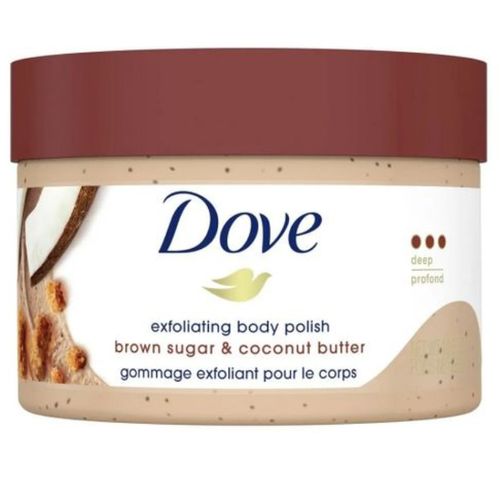 Dove
deep
profond
exfoliating body polish
brown sugar & coconut butter
gommage exfoliant pour le corps